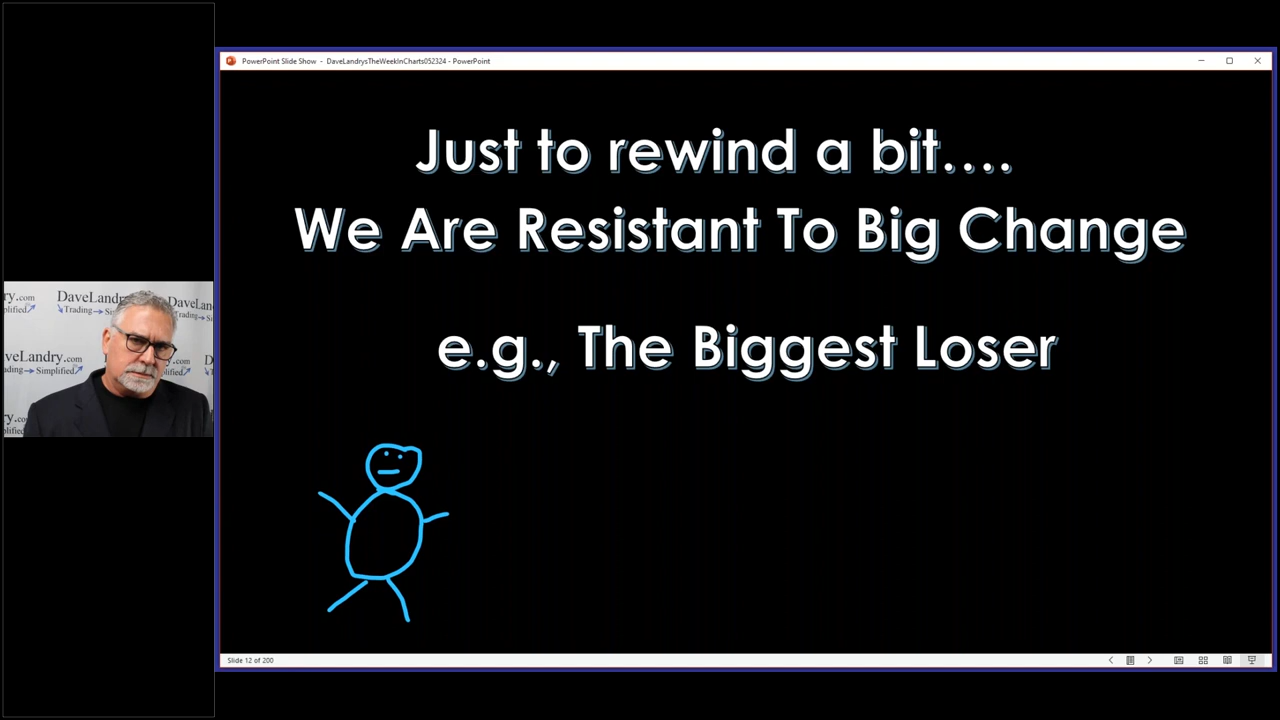 PowerPoint Slide Show - DaveLandrysTheWeekInCharts052324 - PowerPoint
Just to rewind a bit....
We Are Resistant To Big Change
e.g., The Biggest Loser
DaveLandry.com
Trading
Slide 12 of 200